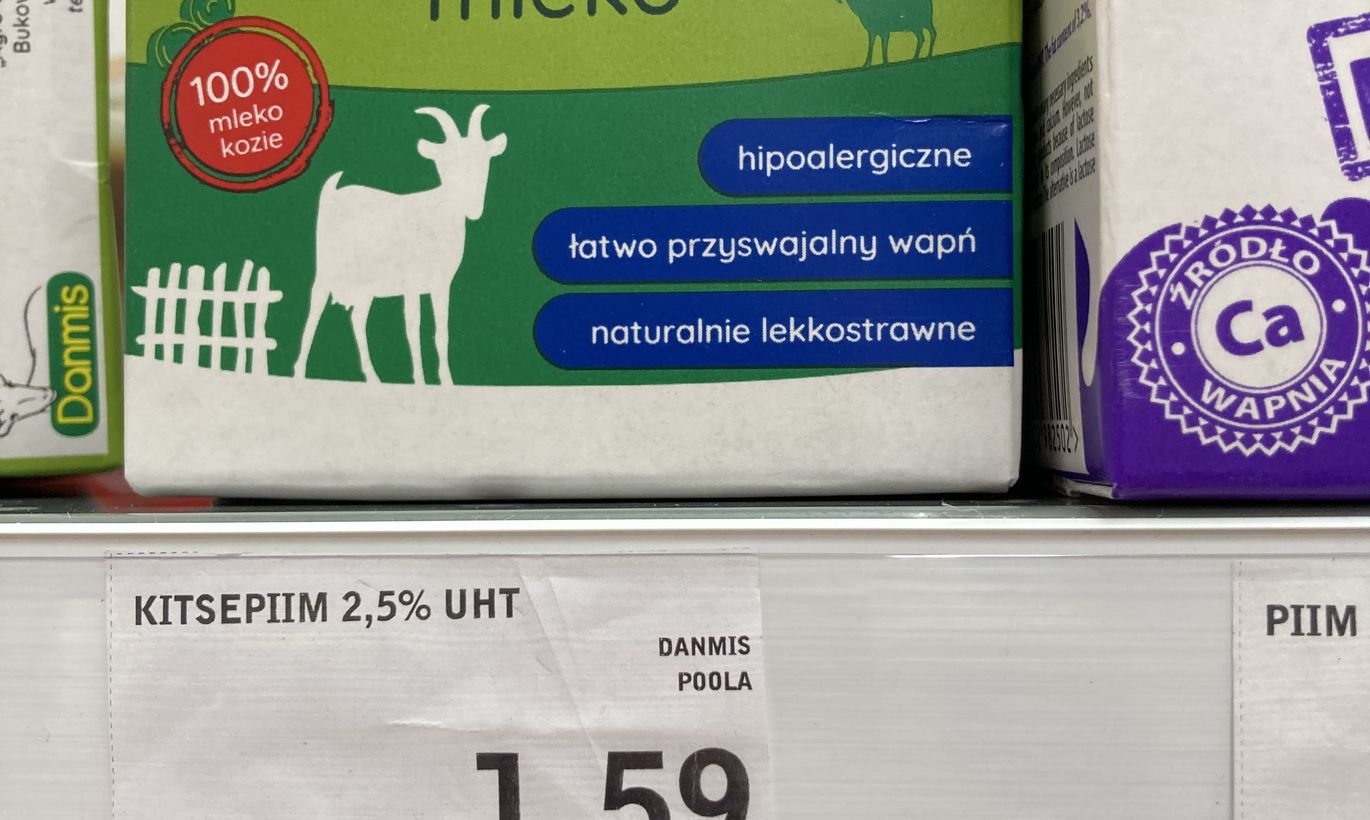 mleko
100%
mleko
kozie
hipoalergiczne
łatwo przyswajalny wapń
naturalnie lekkostrawne
Danmis
ŹRÓDŁO
Ca
WAPNIA
KITSEPIIM 2,5% UHT
DANMIS
POOLA
1.59
PIIM